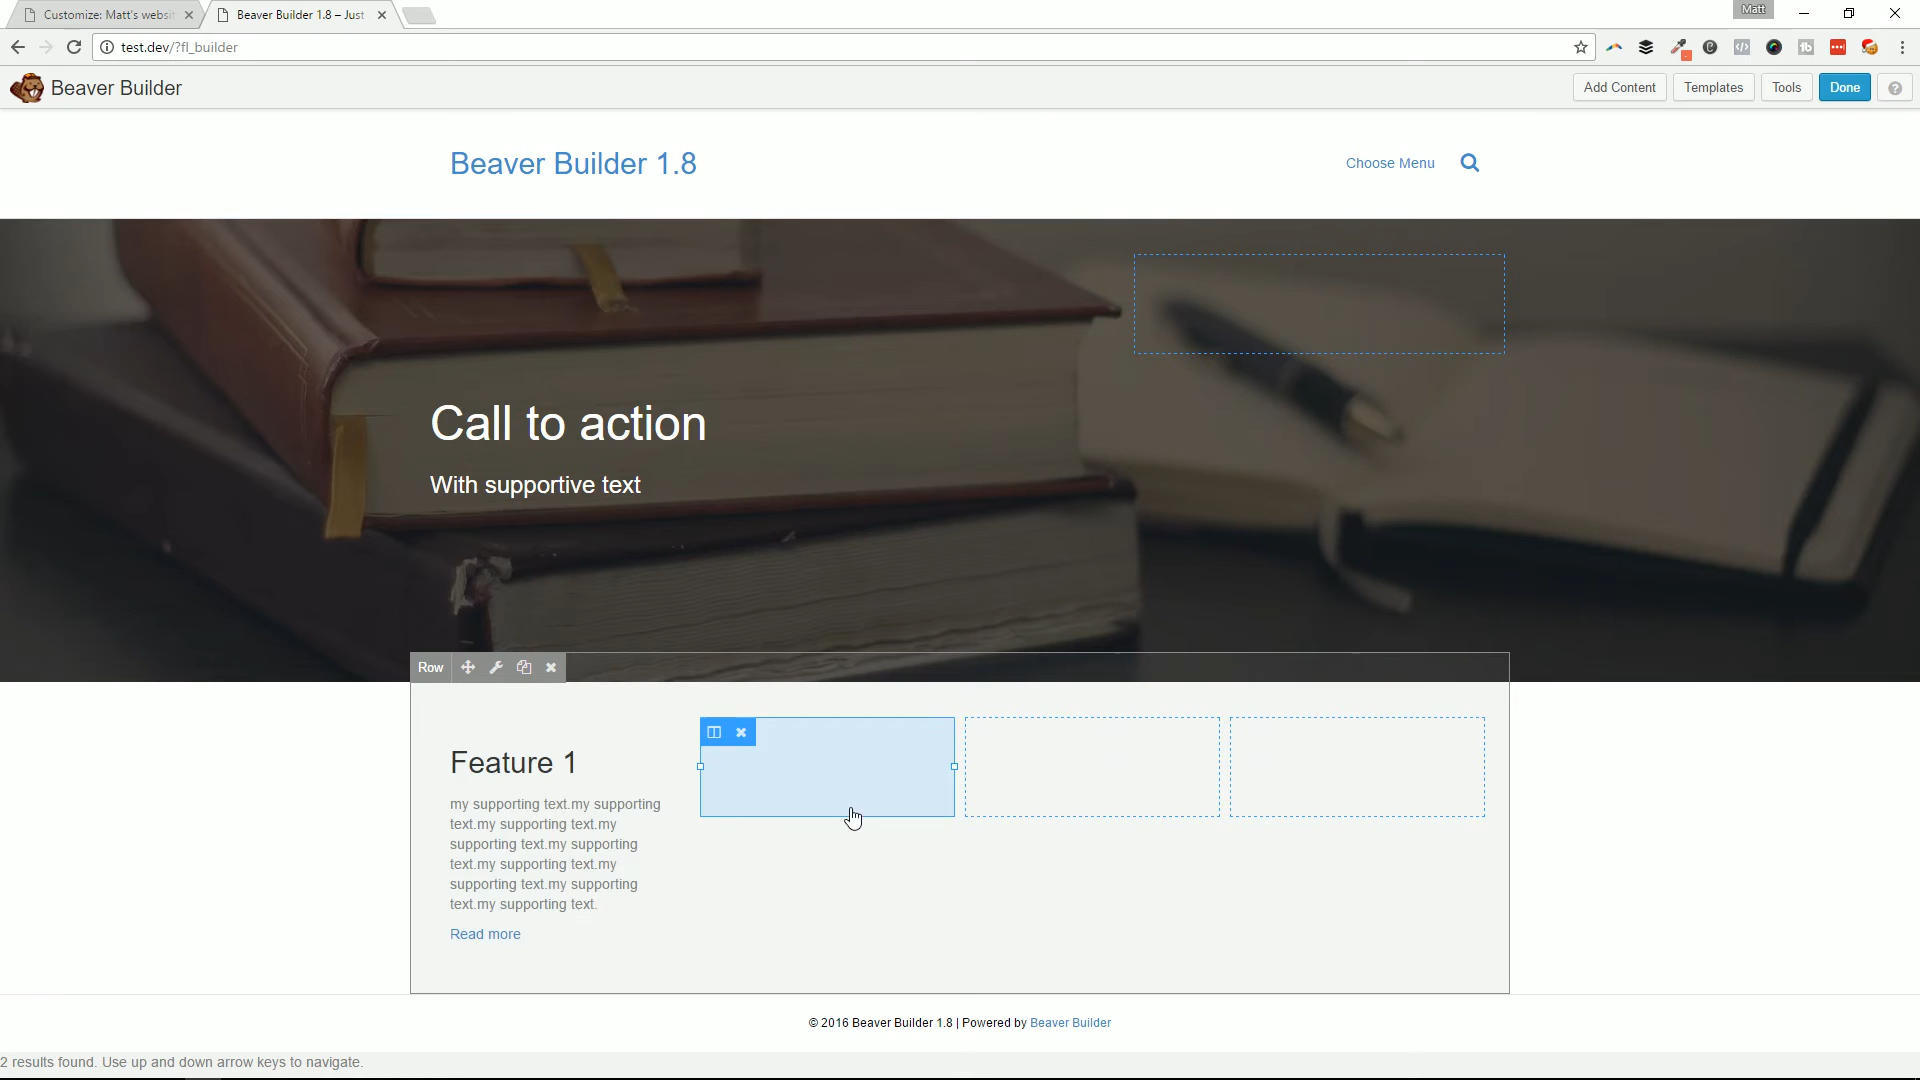 Customize: Matt's websit
Beaver Builder 1.8 – Just
Matt
test.dev/?fl_builder
Beaver Builder
Add Content
Templates
Tools
Done
?
Beaver Builder 1.8
Choose Menu
Call to action
With supportive text
Row
Feature 1
my supporting text.my supporting
text.my supporting text.my
supporting text.my supporting
text.my supporting text.my
supporting text.my supporting
text.my supporting text.
Read more
© 2016 Beaver Builder 1.8 | Powered by Beaver Builder
2 results found. Use up and down arrow keys to navigate.